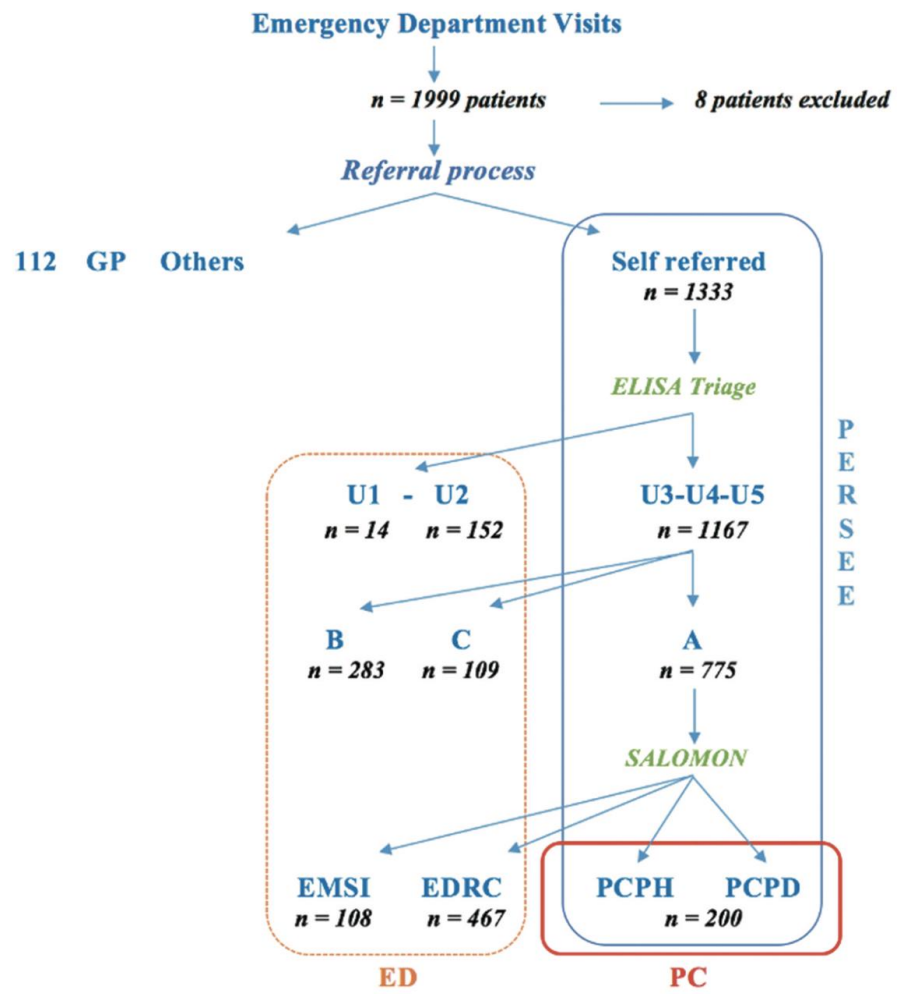 Emergency Department Visits
n = 1999 patients
8 patients excluded
Referral process
112 GP Others
Self referred
n = 1333
ELISA Triage
U1 - U2
n = 14 n = 152
U3-U4-U5
n = 1167
B
n = 283
C
n = 109
A
n = 775
SALOMON
EMSI
n = 108
EDRC
n = 467
PCPH PCPD
n = 200
ED
PC
PERSEE